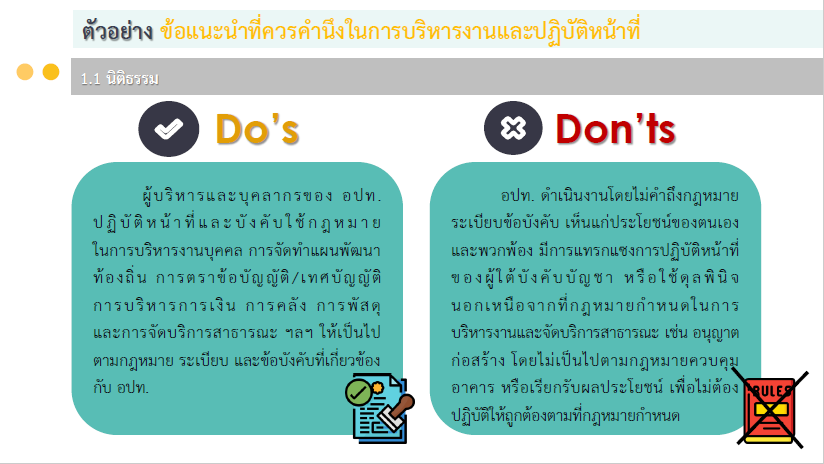 ตัวอย่าง ข้อแนะนำที่ควรคำนึงในการบริหารงานและปฏิบัติหน้าที่
1.1 นิติธรรม
Do's
ผู้บริหารและบุคลากรของ อปท.
ปฏิบัติหน้าที่และบังคับใช้กฎหมาย
ในการบริหารงานบุคคล การจัดทำแผนพัฒนา
ท้องถิ่น การตราข้อบัญญัติ/เทศบัญญัติ
การบริหารการเงิน การคลัง การพัสดุ
และการจัดบริการสาธารณะ ฯลฯ ให้เป็นไป
ตามกฎหมาย ระเบียบ และข้อบังคับที่เกี่ยวข้อง
กับ อปท.
Don'ts
อปท. ดำเนินงานโดยไม่คำถึงกฎหมาย
ระเบียบข้อบังคับ เห็นแก่ประโยชน์ของตนเอง
และพวกพ้อง มีการแทรกแซงการปฏิบัติหน้าที่
ของผู้ใต้บังคับบัญชา หรือใช้ดุลพินิจ
นอกเหนือจากที่กฎหมายกำหนดในการ
บริหารงานและจัดบริการสาธารณะ เช่น อนุญาต
ก่อสร้าง โดยไม่เป็นไปตามกฎหมายควบคุม
อาคาร หรือเรียกรับผลประโยชน์ เพื่อไม่ต้อง
ปฏิบัติให้ถูกต้องตามที่กฎหมายกำหนด
RULES